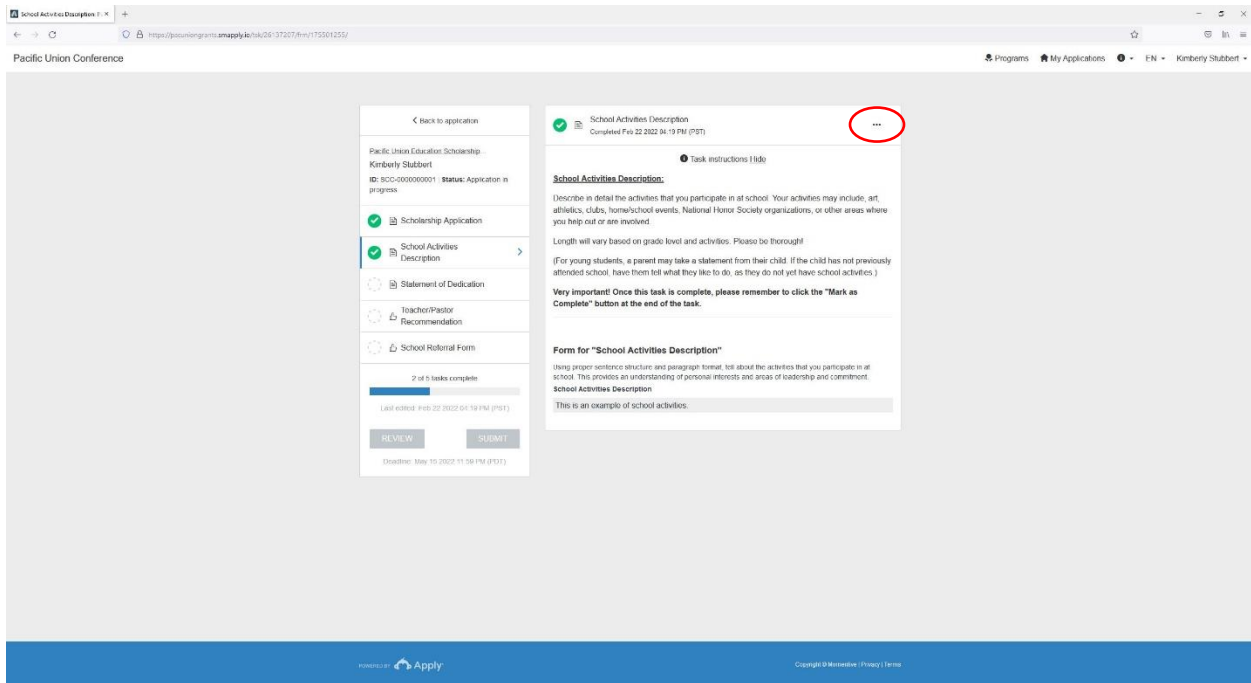 School Activities Description: P
https://pacuniongrants.smapply.io/tsk/26137207/frm/175501255/
Pacific Union Conference
Programs My Applications EN Kimberly Stubbert
Back to application
Pacific Union Education Scholarship...
Kimberly Stubbert
ID: SCC-0000000001 Status: Application in
progress
Scholarship Application
School Activities
Description
Statement of Dedication
Teacher/Pastor
Recommendation
School Referral Form
2 of 5 tasks complete
Last edited: Feb 22 2022 04:19 PM (PST)
REVIEW SUBMIT
Deadline: May 15 2022 11:59 PM (PDT)
School Activities Description
Completed Feb 22 2022 04:19 PM (PST)
Task instructions Hide
School Activities Description:
Describe in detail the activities that you participate in at school. Your activities may include, art,
athletics, clubs, home/school events, National Honor Society organizations, or other areas where
you help out or are involved.
Length will vary based on grade level and activities. Please be thorough!
(For young students, a parent may take a statement from their child. If the child has not previously
attended school, have them tell what they like to do, as they do not yet have school activities.)
Very important! Once this task is complete, please remember to click the "Mark as
Complete" button at the end of the task.
Form for "School Activities Description"
Using proper sentence structure and paragraph format, tell about the activities that you participate in at
school. This provides an understanding of personal interests and areas of leadership and commitment.
School Activities Description
This is an example of school activities.
POWERED BY Apply
Copyright © Momentive | Privacy | Terms